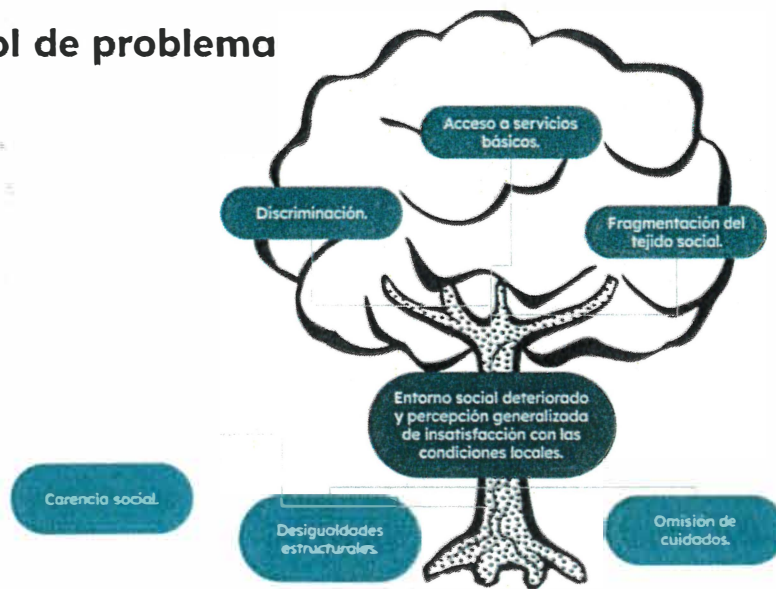 ol de problema
Acceso a servicios
básicos.
Discriminación.
Fragmentación del
tejido social.
Entorno social deteriorado
y percepción generalizada
de insatisfacción con las
condiciones locales.
Carencia social.
Desigualdades
estructurales.
Omisión de
cuidados.